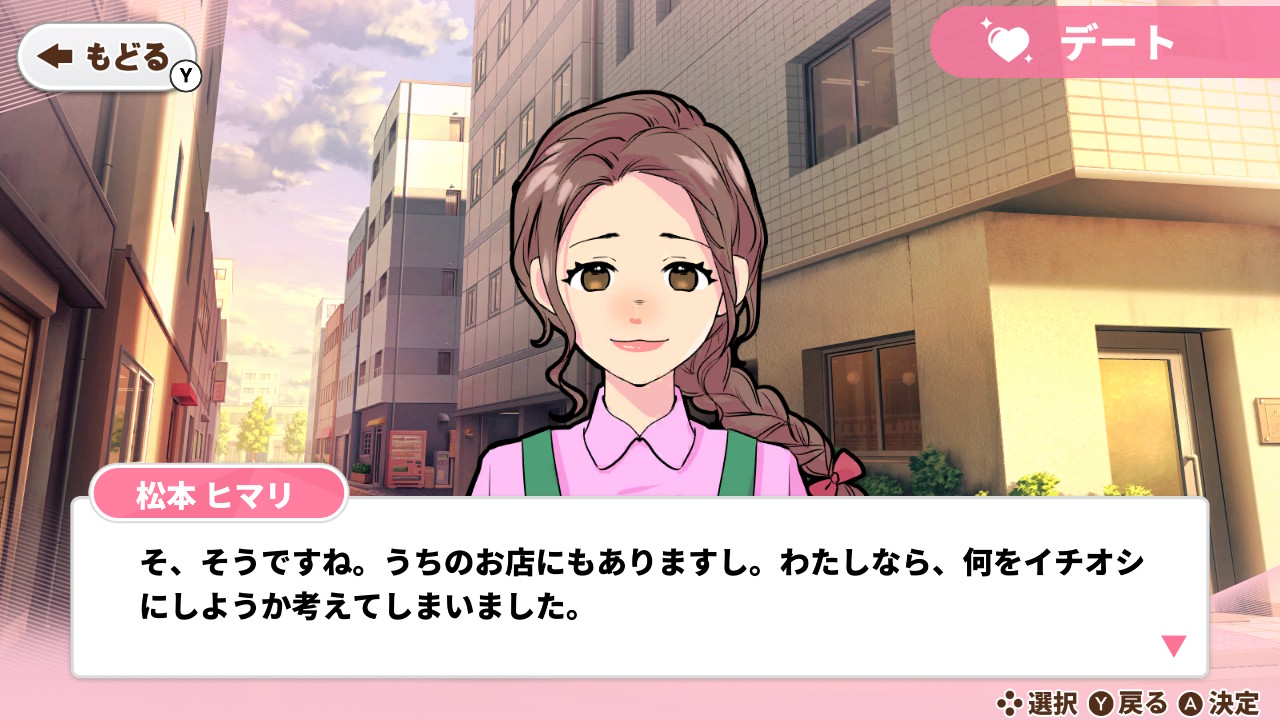 もどる
Y
デート
松本 ヒマリ
そ、そうですね。うちのお店にもありますし。わたしなら、何をイチオシ
にしようか考えてしまいました。
選択 Y 戻る A 決定